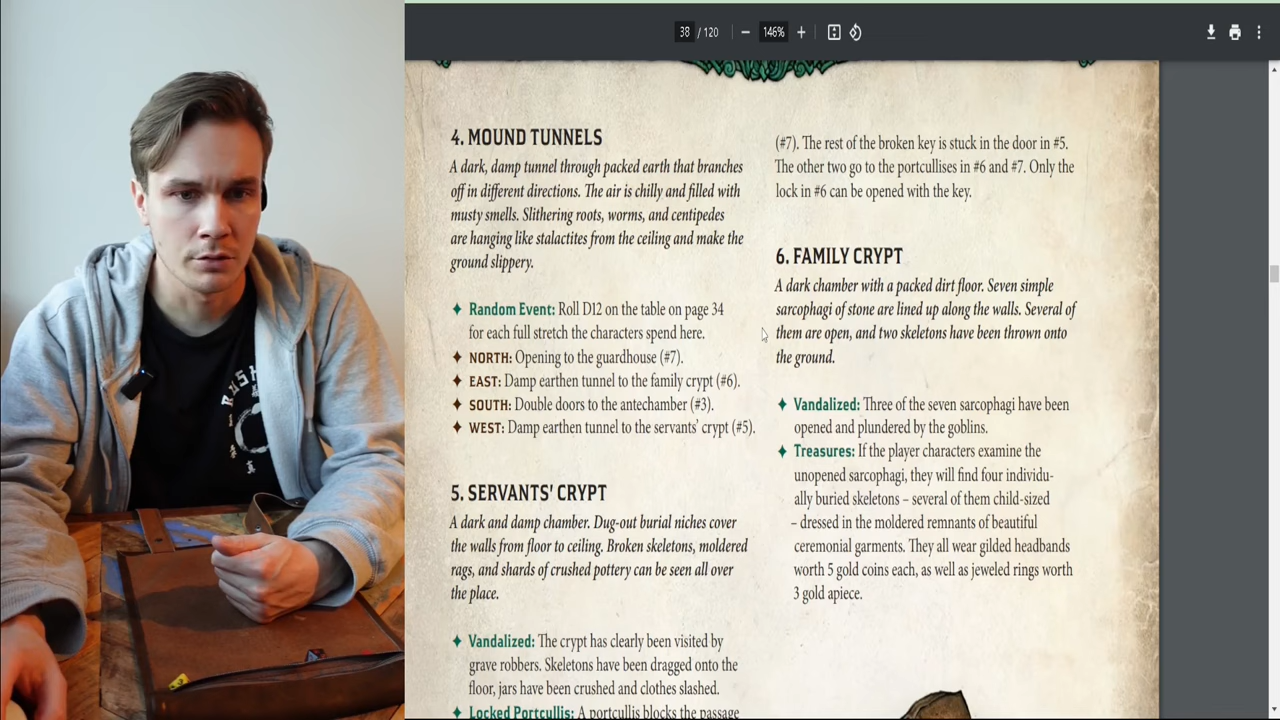 38 / 120
146%
4. MOUND TUNNELS
A dark, damp tunnel through packed earth that branches
off in different directions. The air is chilly and filled with
musty smells. Slithering roots, worms, and centipedes
are hanging like stalactites from the ceiling and make the
ground slippery.
✦ Random Event: Roll D12 on the table on page 34
for each full stretch the characters spend here.
✦ NORTH: Opening to the guardhouse (#7).
✦ EAST: Damp earthen tunnel to the family crypt (#6).
✦ SOUTH: Double doors to the antechamber (#3).
✦ WEST: Damp earthen tunnel to the servants’ crypt (#5).
5. SERVANTS’ CRYPT
A dark and damp chamber. Dug-out burial niches cover
the walls from floor to ceiling. Broken skeletons, moldered
rags, and shards of crushed pottery can be seen all over
the place.
✦ Vandalized: The crypt has clearly been visited by
grave robbers. Skeletons have been dragged onto the
floor, jars have been crushed and clothes slashed.
✦ Locked Portcullis: A portcullis blocks the passage
(#7). The rest of the broken key is stuck in the door in #5.
The other two go to the portcullises in #6 and #7. Only the
lock in #6 can be opened with the key.
6. FAMILY CRYPT
A dark chamber with a packed dirt floor. Seven simple
sarcophagi of stone are lined up along the walls. Several of
them are open, and two skeletons have been thrown onto
the ground.
✦ Vandalized: Three of the seven sarcophagi have been
opened and plundered by the goblins.
✦ Treasures: If the player characters examine the
unopened sarcophagi, they will find four individu-
ally buried skeletons – several of them child-sized
– dressed in the moldered remnants of beautiful
ceremonial garments. They all wear gilded headbands
worth 5 gold coins each, as well as jeweled rings worth
3 gold apiece.